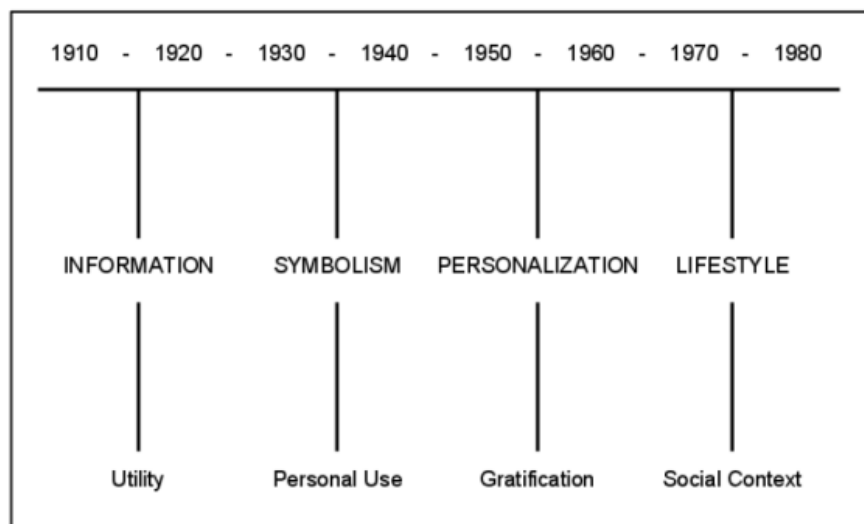 1910 - 1920 - 1930 - 1940 - 1950 - 1960 - 1970 - 1980
INFORMATION SYMBOLISM PERSONALIZATION LIFESTYLE
Utility Personal Use Gratification Social Context